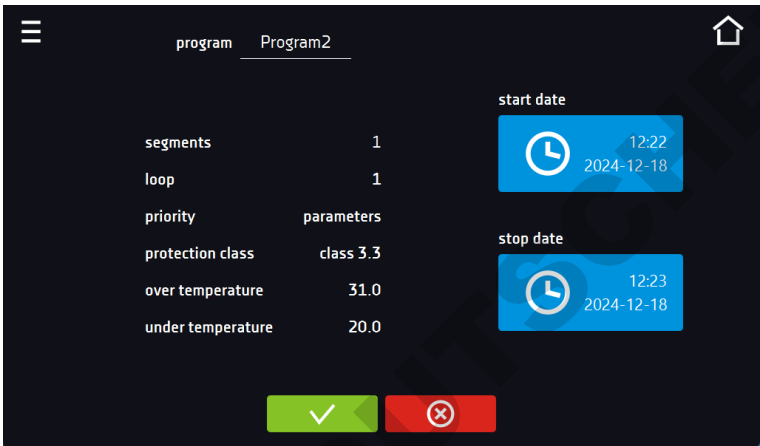 program Program2
start date
12:22
2024-12-18
segments 1
loop 1
priority parameters
protection class class 3.3
over temperature 31.0
under temperature 20.0
stop date
12:23
2024-12-18